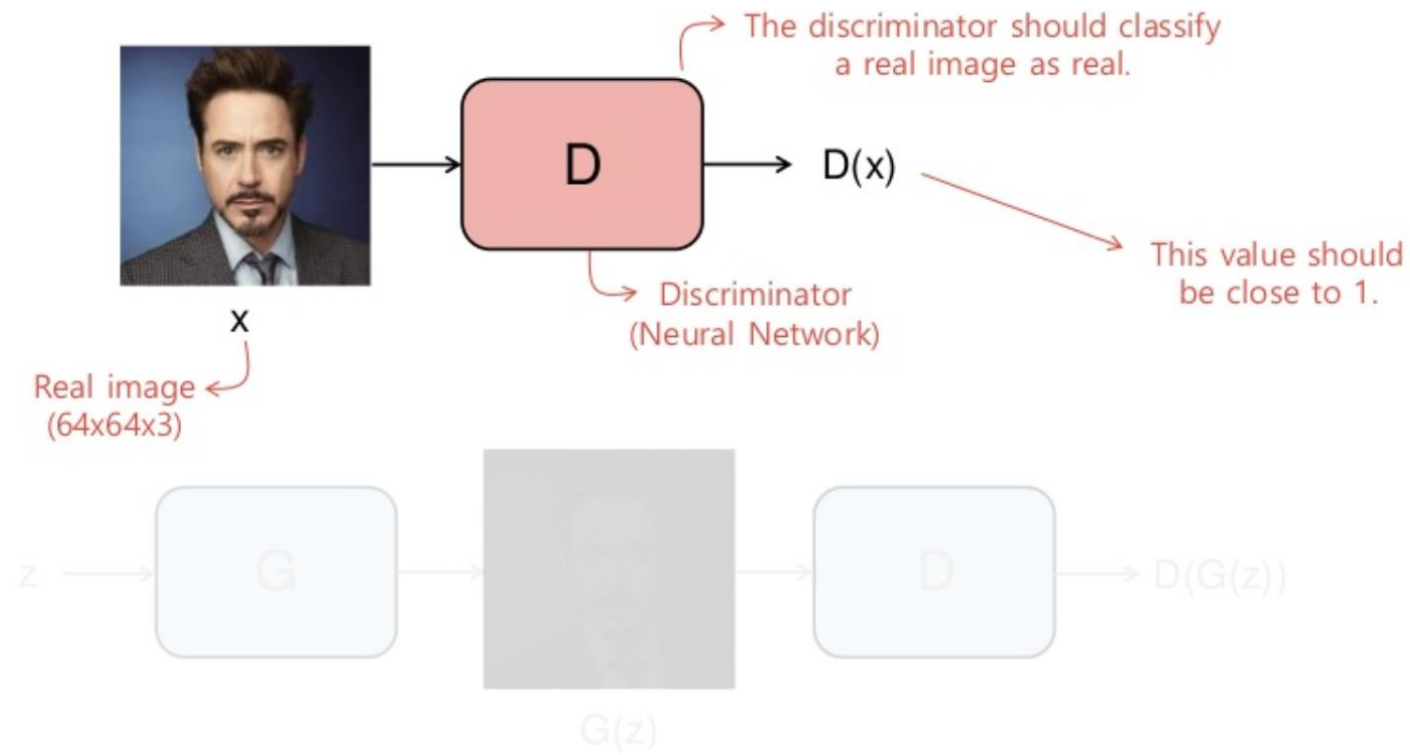 The discriminator should classify
a real image as real.
D
D(x)
This value should
be close to 1.
Discriminator
(Neural Network)
x
Real image
(64x64x3)
z
G
D
D(G(z))
G(z)